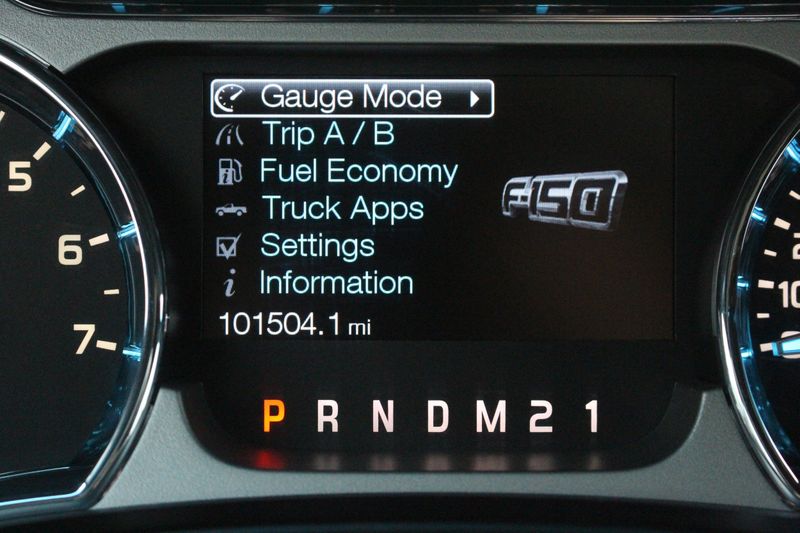 Gauge Mode
Trip A / B
Fuel Economy
Truck Apps
Settings
Information
F-150
101504.1 mi
P R N D M 2 1
5
6
7